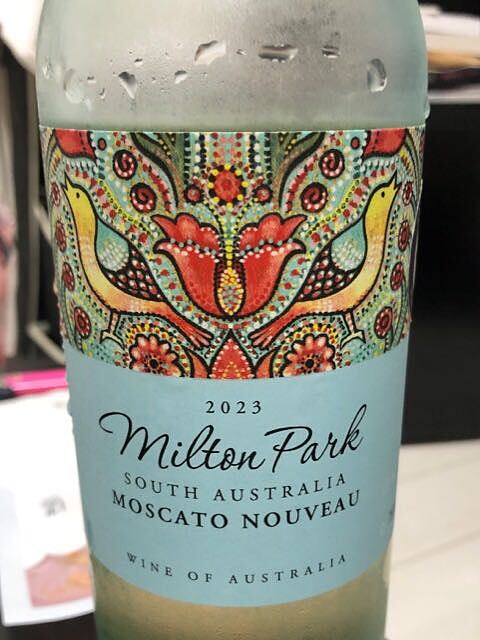 2023
Milton Park
SOUTH AUSTRALIA
MOSCATO NOUVEAU
WINE OF AUSTRALIA